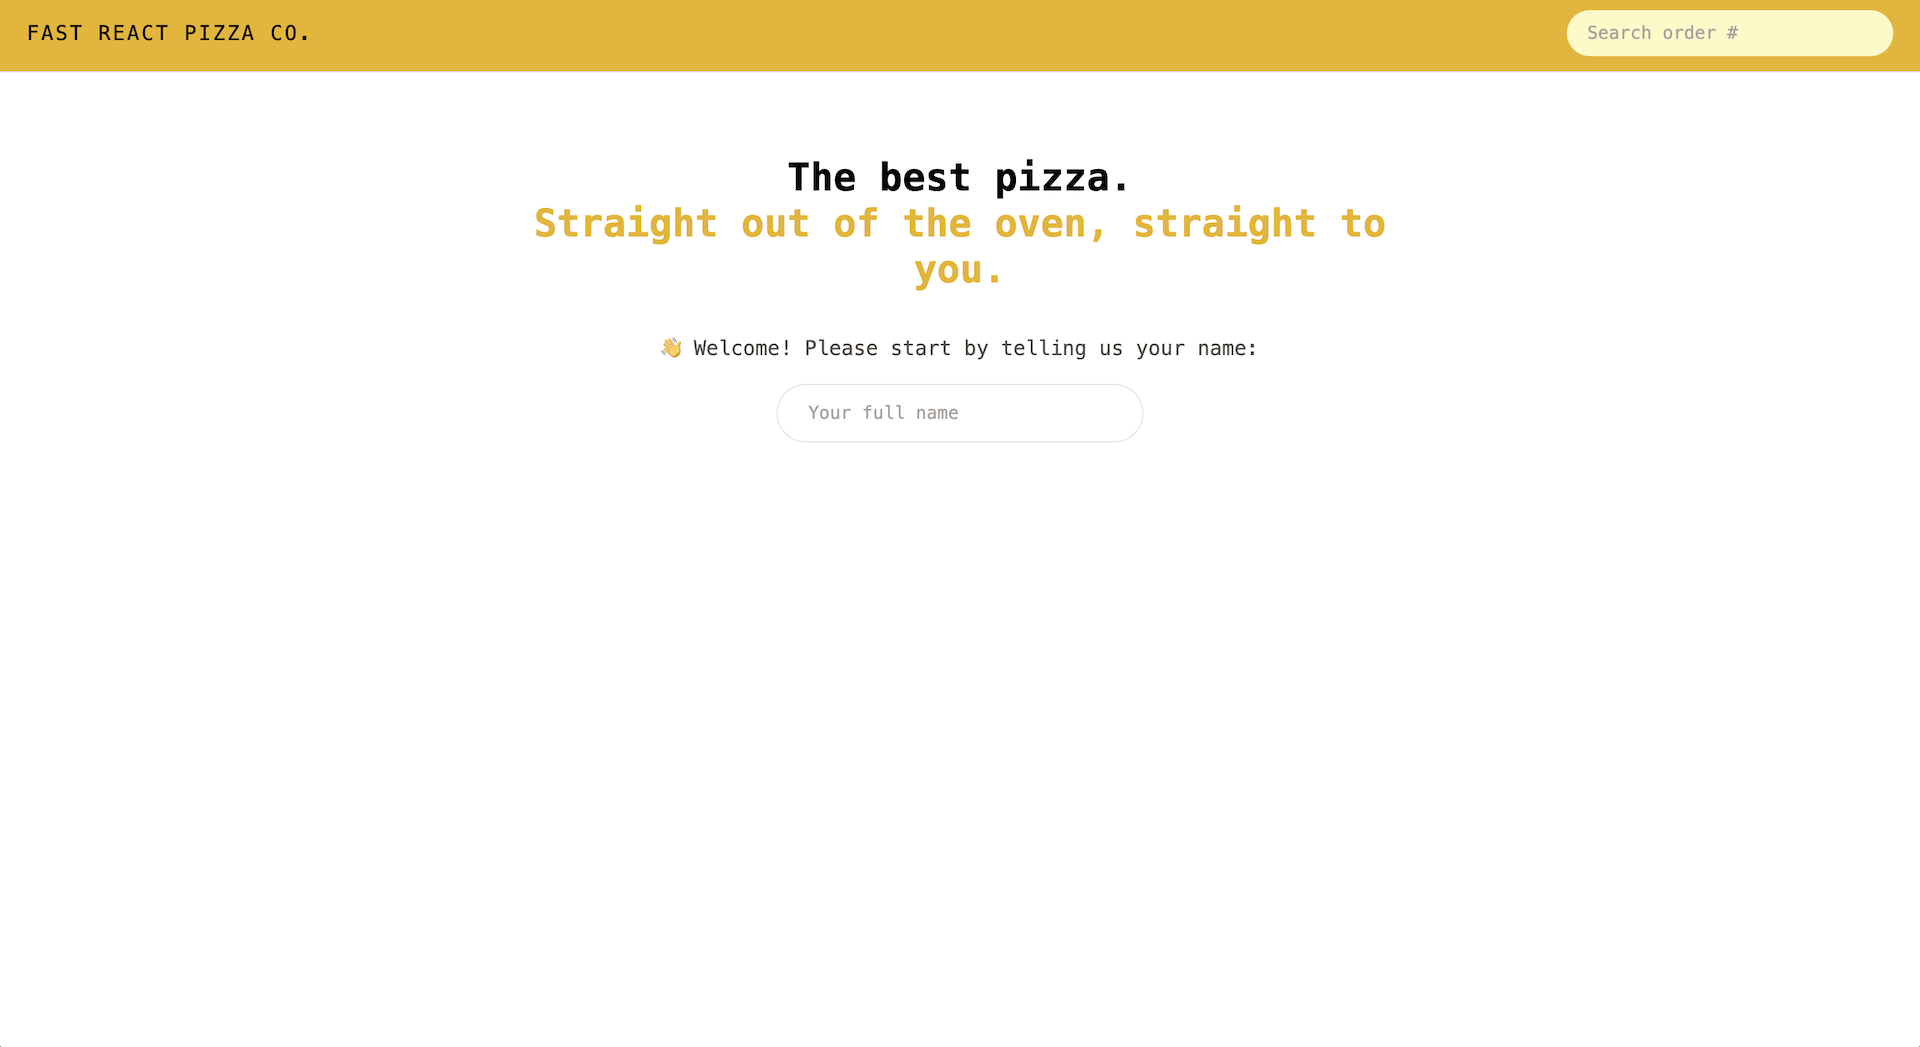 FAST REACT PIZZA CO.
Search order #
The best pizza.
Straight out of the oven, straight to
you.
👋 Welcome! Please start by telling us your name:
Your full name